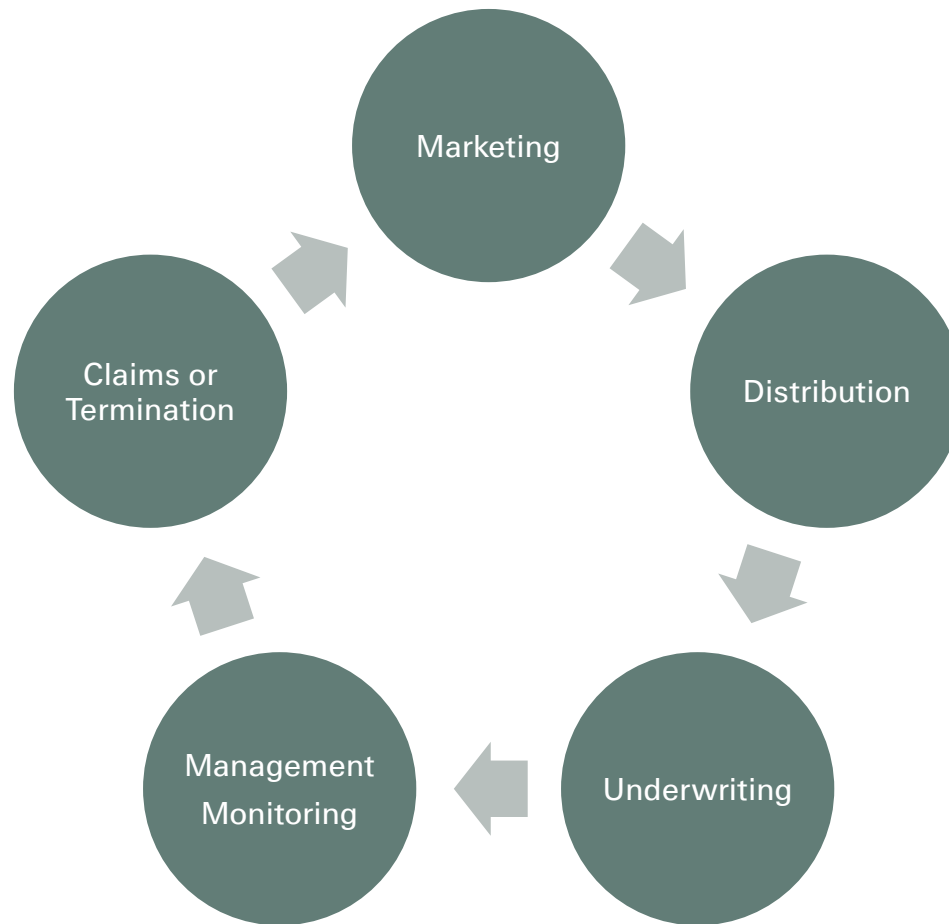 Marketing
Distribution
Underwriting
Management
Monitoring
Claims or
Termination